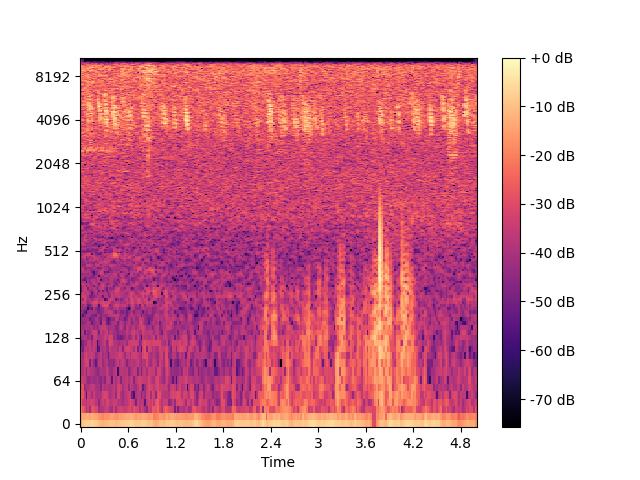 +0 dB
8192
-10 dB
4096
-20 dB
2048
1024
-30 dB
Hz
512
-40 dB
256
-50 dB
128
-60 dB
64
-70 dB
0
0 0.6 1.2 1.8 2.4 3 3.6 4.2 4.8
Time